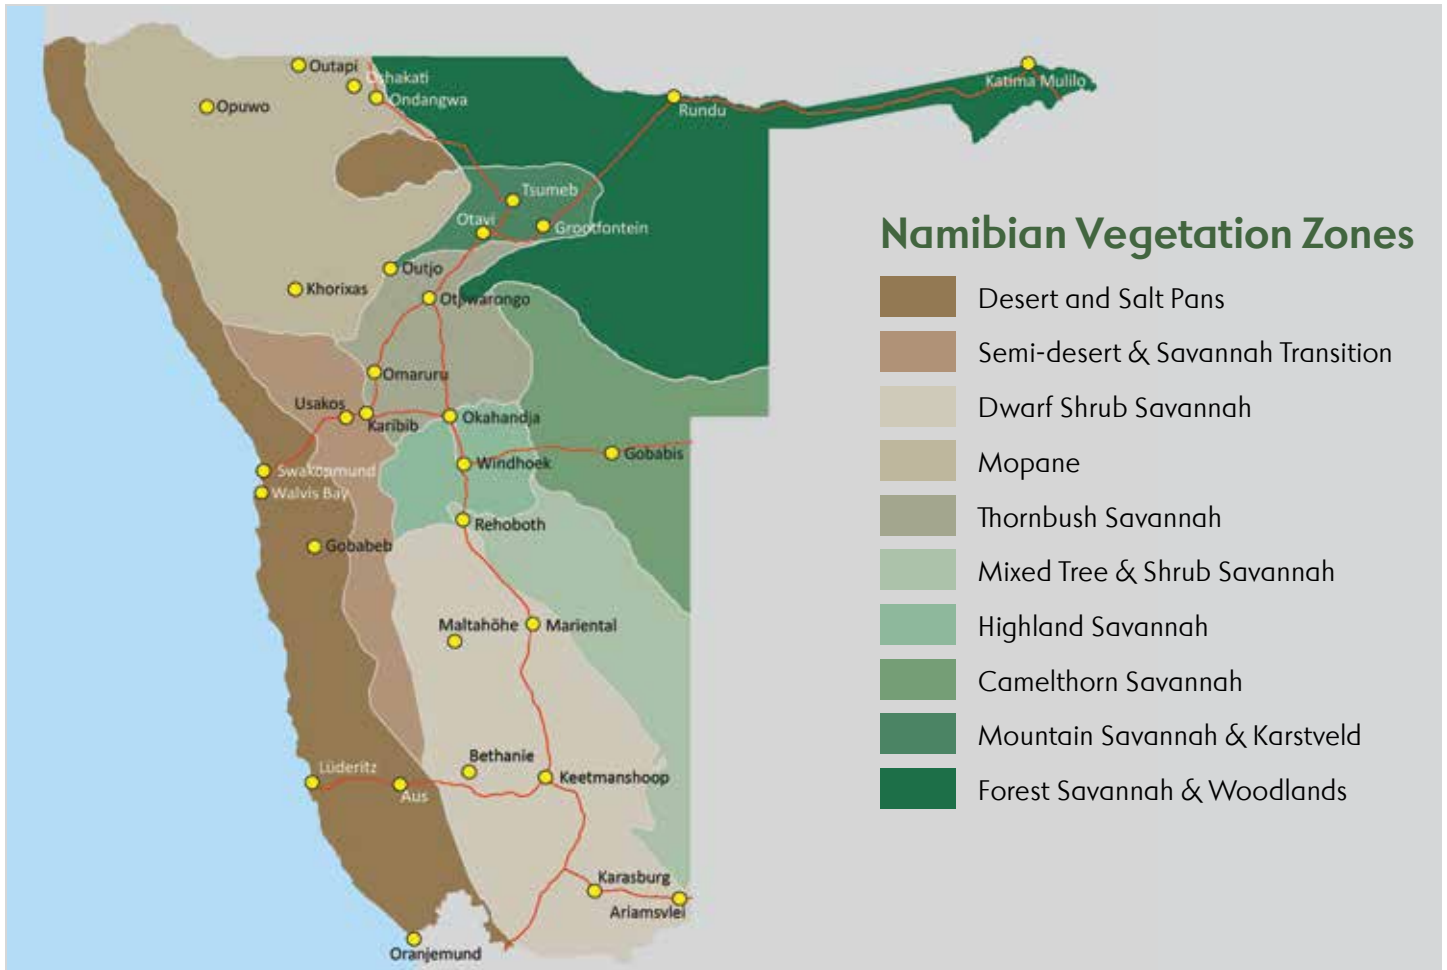 Outapi
Oshakati
Ondangwa
Opuwo
Katima Mulilo
Rundu
Tsumeb
Otavi
Grootfontein
Outjo
Khorixas
Otjiwarongo
Omaruru
Usakos
Karibib
Okahandja
Gobabis
Windhoek
Swakopmund
Walvis Bay
Rehoboth
Gobabeb
Maltahöhe
Mariental
Bethanie
Lüderitz
Keetmanshoop
Aus
Karasburg
Ariamsvlei
Oranjemund
Namibian Vegetation Zones
Desert and Salt Pans
Semi-desert & Savannah Transition
Dwarf Shrub Savannah
Mopane
Thornbush Savannah
Mixed Tree & Shrub Savannah
Highland Savannah
Camelthorn Savannah
Mountain Savannah & Karstveld
Forest Savannah & Woodlands